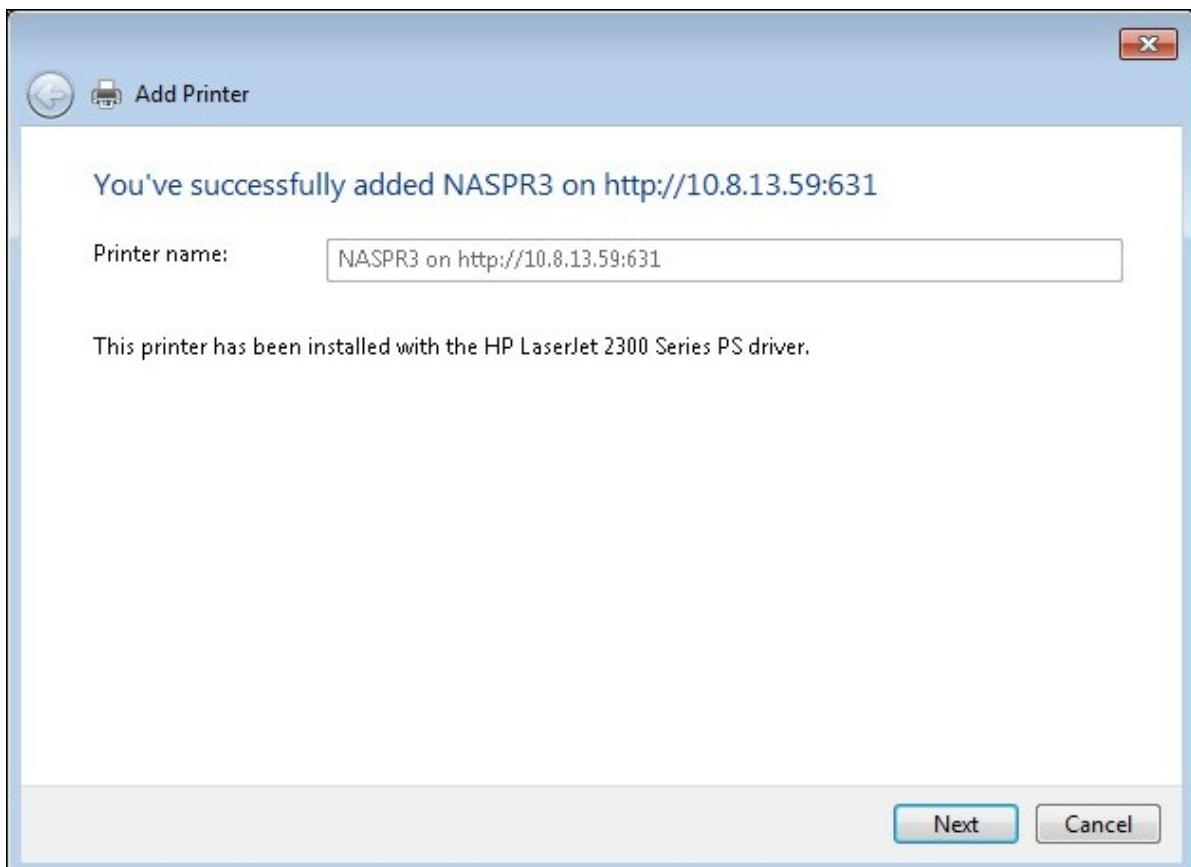 Add Printer
You've successfully added NASPR3 on http://10.8.13.59:631
Printer name:
NASPR3 on http://10.8.13.59:631
This printer has been installed with the HP LaserJet 2300 Series PS driver.
Next
Cancel